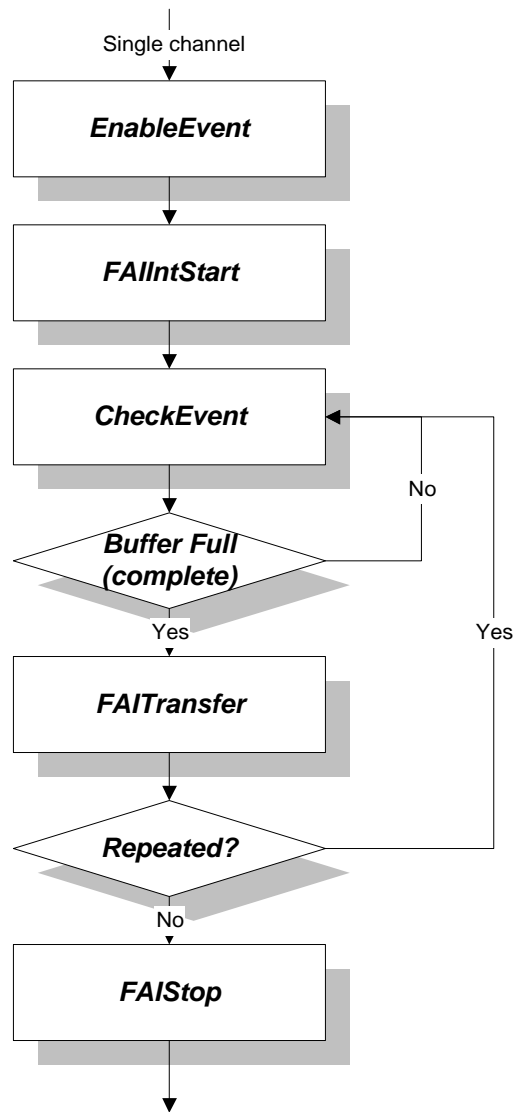 Single channel
EnableEvent
FAIIntStart
CheckEvent
No
Buffer Full
(complete)
Yes
Yes
FAITransfer
Repeated?
No
FAIStop